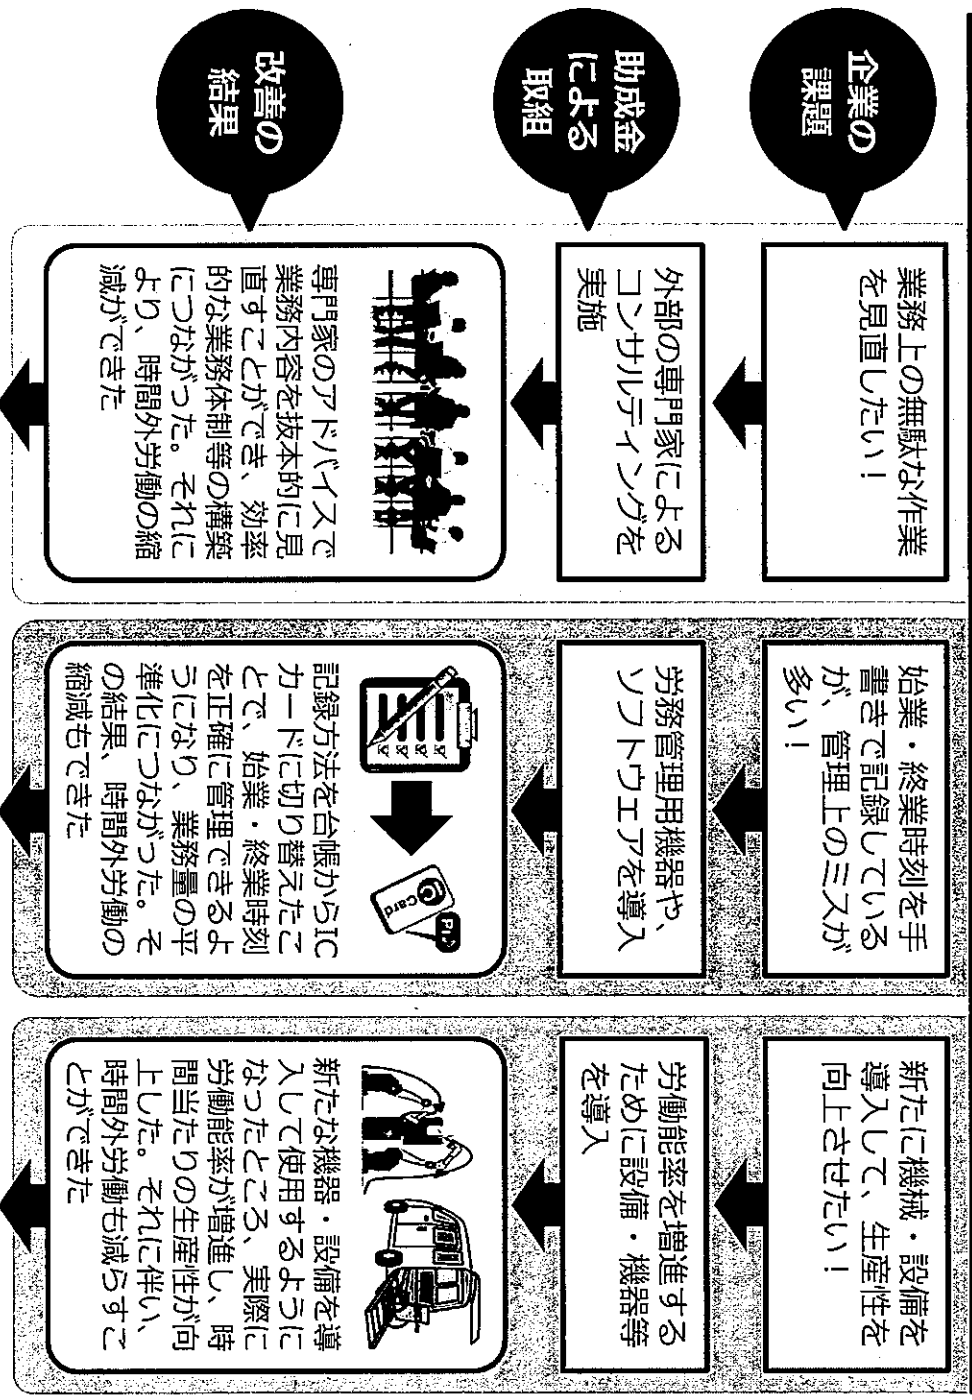 企業の
課題
業務上の無駄な作業
を見直したい！
始業・終業時刻を手
書きで記録している
が、管理上のミスが
多い！
新たに機械・設備を
導入して、生産性を
向上させたい！
助成金
による
取組
外部の専門家による
コンサルティングを
実施
労務管理用機器や、
ソフトウェアを導入
労働能率を増進する
ために設備・機器等
を導入
改善の
結果
専門家のアドバイスで
業務内容を抜本的に見
直すことができ、効率
的な業務体制等の構築
につながった。それに
より、時間外労働の縮
減ができた
card
記録方法を台帳からIC
カードに切り替えたこ
とで、始業・終業時刻
を正確に管理できるよ
うになり、業務量の平
準化につながった。そ
の結果、時間外労働の
縮減もできた
新たな機器・設備を導
入して使用するように
なったところ、実際に
労働能率が増進し、時
間当たりの生産性が向
上した。それに伴い、
時間外労働も減らすこ
とができた